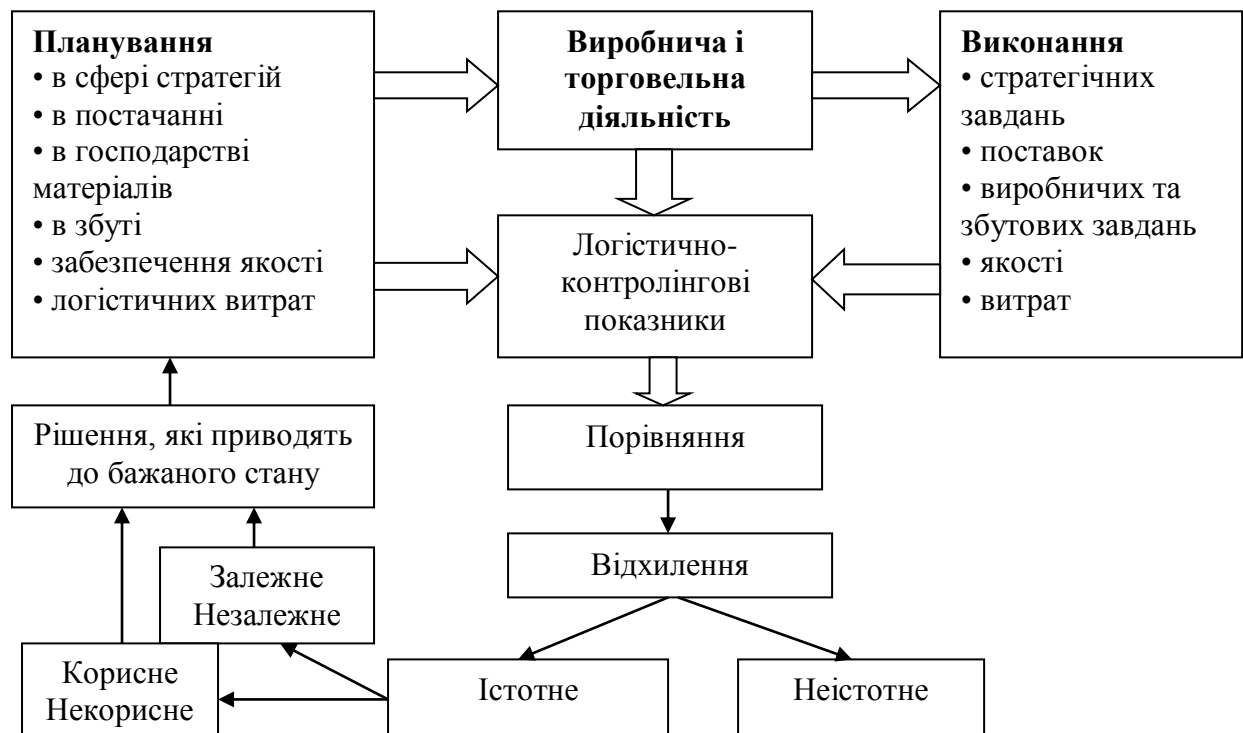 Планування
• в сфері стратегій
• в постачанні
• в господарстві
матеріалів
• в збуті
• забезпечення якості
• логістичних витрат
Виробнича і
торговельна
діяльність
Виконання
• стратегічних
завдань
• поставок
• виробничих та
збутових завдань
• якості
• витрат
Логістично-
контролінгові
показники
Рішення, які приводять
до бажаного стану
Порівняння
Відхилення
Залежне
Незалежне
Корисне
Некорисне
Істотне
Неістотне